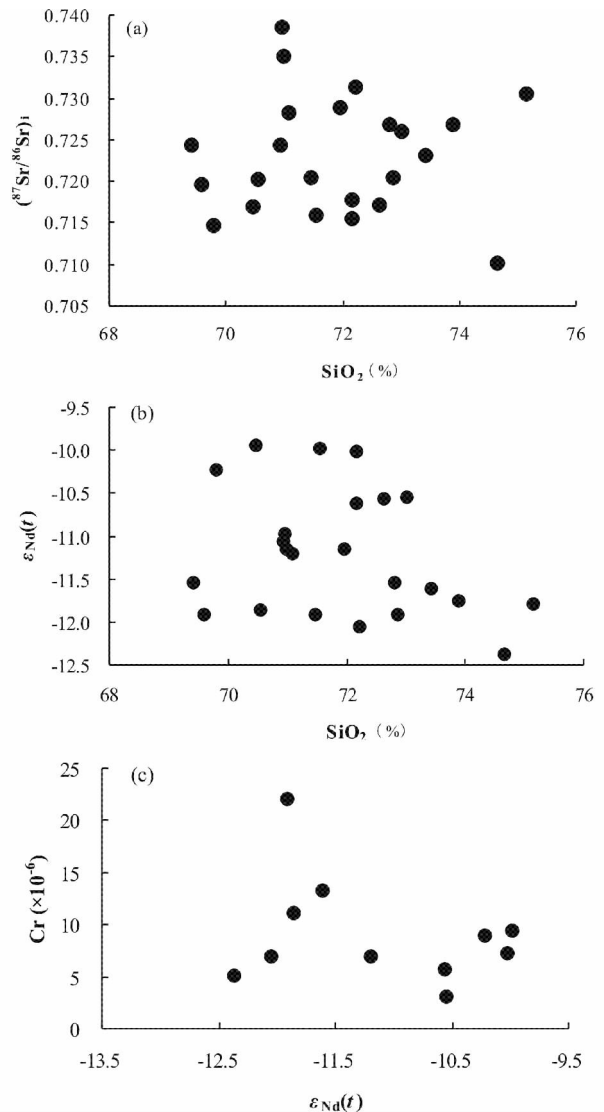 (a)
0.740
0.735
0.730
0.725
0.720
0.715
0.710
0.705
(⁸⁷Sr/⁸⁶Sr)i
68 70 72 74 76
SiO₂ (%)
(b)
-9.5
-10.0
-10.5
-11.0
-11.5
-12.0
-12.5
εNd(t)
68 70 72 74 76
SiO₂ (%)
(c)
25
20
15
10
5
0
Cr (×10⁻⁶)
-13.5 -12.5 -11.5 -10.5 -9.5
εNd(t)